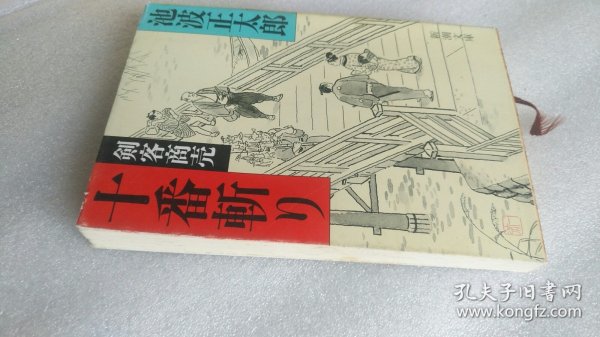 池波正太郎
剣客商売
十番斬り
新潮文庫
孔夫子旧书网
www.kongfz.com